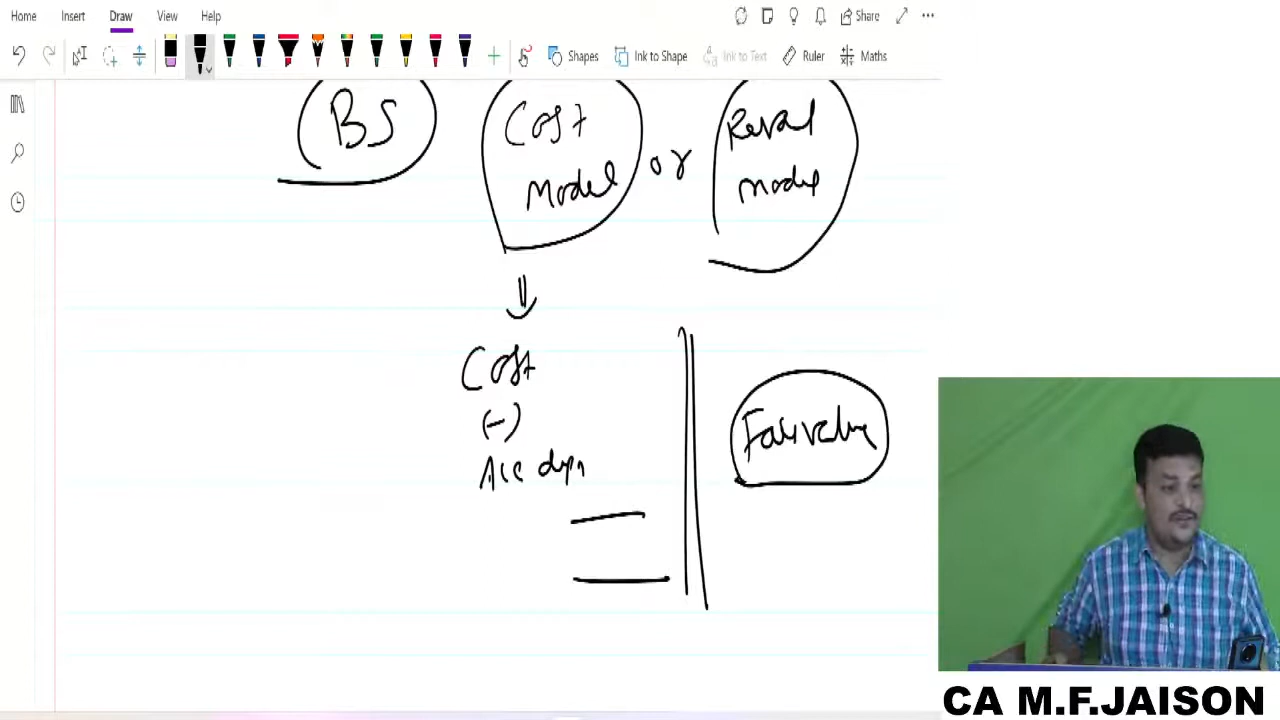 Home Insert Draw View Help
Share
Shapes Ink to Shape Ink to Text Ruler Maths
BS Cost Model or Reval Model
Cost
(-)
Acc depn
Fairvalue
CA M.F.JAISON